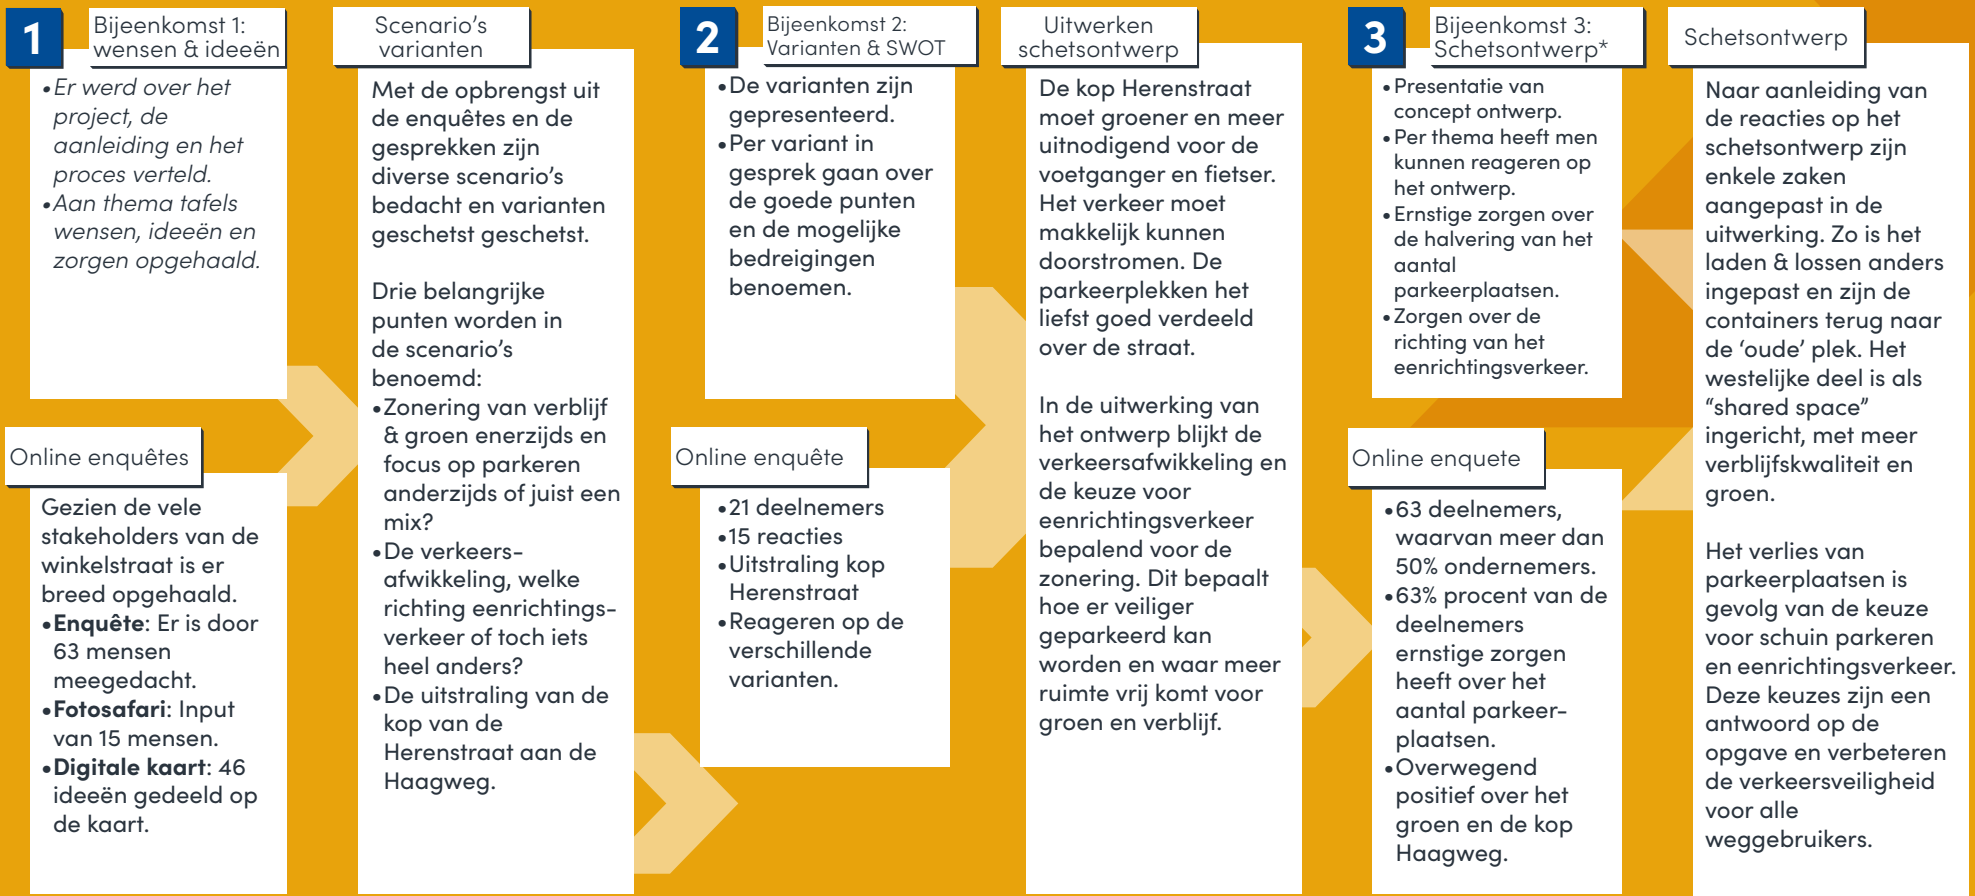 1
Bijeenkomst 1:
wensen & ideeën
•Er werd over het
project, de
aanleiding en het
proces verteld.
•Aan thema tafels
wensen, ideeën en
zorgen opgehaald.
Online enquêtes
Gezien de vele
stakeholders van de
winkelstraat is er
breed opgehaald.
•Enquête: Er is door
63 mensen
meegedacht.
•Fotosafari: Input
van 15 mensen.
•Digitale kaart: 46
ideeën gedeeld op
de kaart.
Scenario's
varianten
Met de opbrengst uit
de enquêtes en de
gesprekken zijn
diverse scenario's
bedacht en varianten
geschetst geschetst.
Drie belangrijke
punten worden in
de scenario's
benoemd:
•Zonering van verblijf
& groen enerzijds en
focus op parkeren
anderzijds of juist een
mix?
•De verkeers-
afwikkeling, welke
richting eenrichtings-
verkeer of toch iets
heel anders?
•De uitstraling van de
kop van de
Herenstraat aan de
Haagweg.
2
Bijeenkomst 2:
Varianten & SWOT
•De varianten zijn
gepresenteerd.
•Per variant in
gesprek gaan over
de goede punten
en de mogelijke
bedreigingen
benoemen.
Online enquête
•21 deelnemers
•15 reacties
•Uitstraling kop
Herenstraat
•Reageren op de
verschillende
varianten.
Uitwerken
schetsontwerp
De kop Herenstraat
moet groener en meer
uitnodigend voor de
voetganger en fietser.
Het verkeer moet
makkelijk kunnen
doorstromen. De
parkeerplekken het
liefst goed verdeeld
over de straat.
In de uitwerking van
het ontwerp blijkt de
verkeersafwikkeling en
de keuze voor
eenrichtingsverkeer
bepalend voor de
zonering. Dit bepaalt
hoe er veiliger
geparkeerd kan
worden en waar meer
ruimte vrij komt voor
groen en verblijf.
3
Bijeenkomst 3:
Schetsontwerp*
•Presentatie van
concept ontwerp.
•Per thema heeft men
kunnen reageren op
het ontwerp.
•Ernstige zorgen over
de halvering van het
aantal
parkeerplaatsen.
•Zorgen over de
richting van het
eenrichtingsverkeer.
Online enquete
•63 deelnemers,
waarvan meer dan
50% ondernemers.
•63% procent van de
deelnemers
ernstige zorgen
heeft over het
aantal parkeer-
plaatsen.
•Overwegend
positief over het
groen en de kop
Haagweg.
Schetsontwerp
Naar aanleiding van
de reacties op het
schetsontwerp zijn
enkele zaken
aangepast in de
uitwerking. Zo is het
laden & lossen anders
ingepast en zijn de
containers terug naar
de ‘oude’ plek. Het
westelijke deel is als
“shared space”
ingericht, met meer
verblijfskwaliteit en
groen.
Het verlies van
parkeerplaatsen is
gevolg van de keuze
voor schuin parkeren
en eenrichtingsverkeer.
Deze keuzes zijn een
antwoord op de
opgave en verbeteren
de verkeersveiligheid
voor alle
weggebruikers.